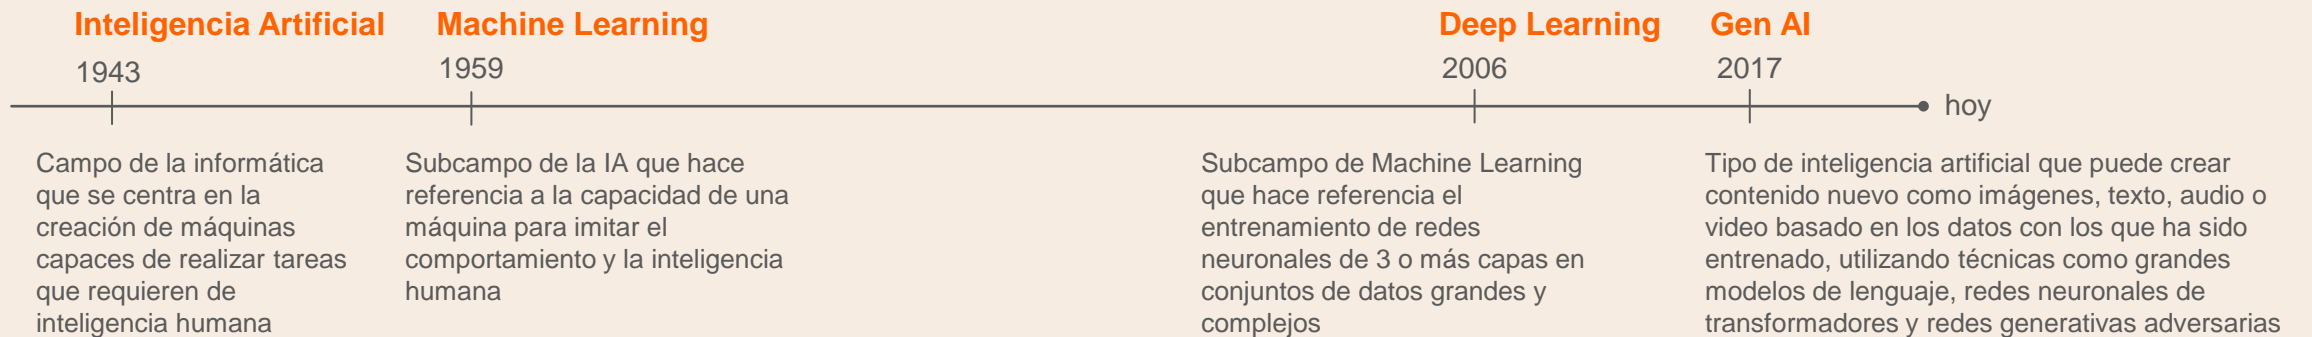 Inteligencia Artificial
1943
Campo de la informática
que se centra en la
creación de máquinas
capaces de realizar tareas
que requieren de
inteligencia humana
Machine Learning
1959
Subcampo de la IA que hace
referencia a la capacidad de una
máquina para imitar el
comportamiento y la inteligencia
humana
Deep Learning
2006
Subcampo de Machine Learning
que hace referencia el
entrenamiento de redes
neuronales de 3 o más capas en
conjuntos de datos grandes y
complejos
Gen AI
2017
Tipo de inteligencia artificial que puede crear
contenido nuevo como imágenes, texto, audio o
video basado en los datos con los que ha sido
entrenado, utilizando técnicas como grandes
modelos de lenguaje, redes neuronales de
transformadores y redes generativas adversarias
hoy